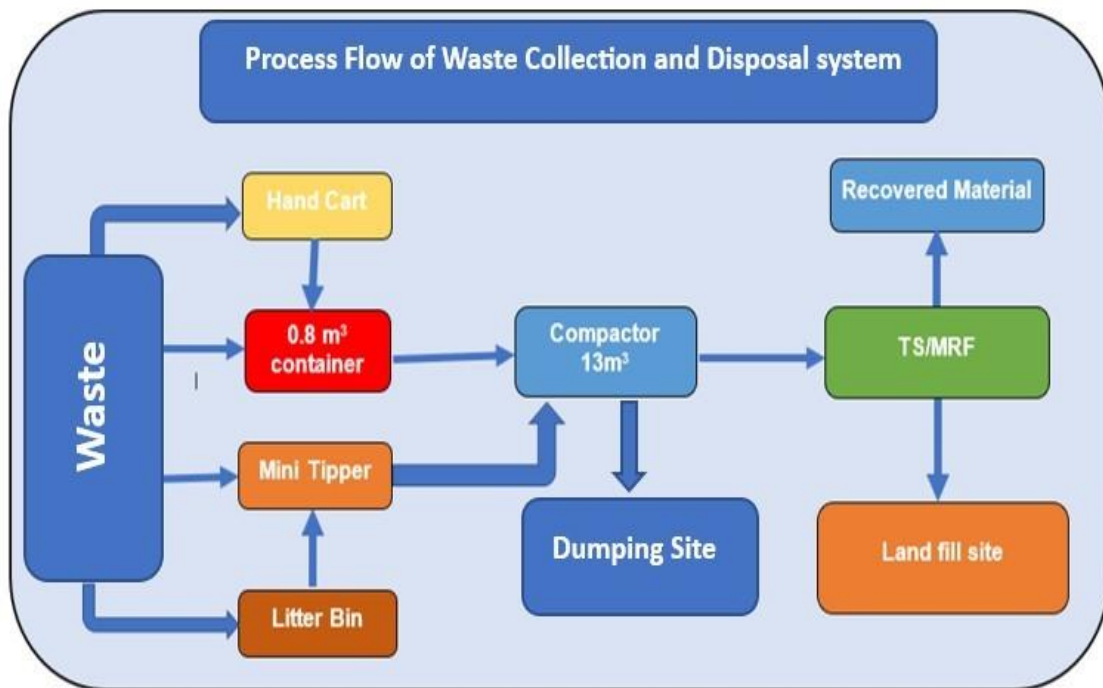 Process Flow of Waste Collection and Disposal system
Hand Cart
Recovered Material
Waste
0.8 m³
container
Compactor
13m³
TS/MRF
Mini Tipper
Dumping Site
Land fill site
Litter Bin